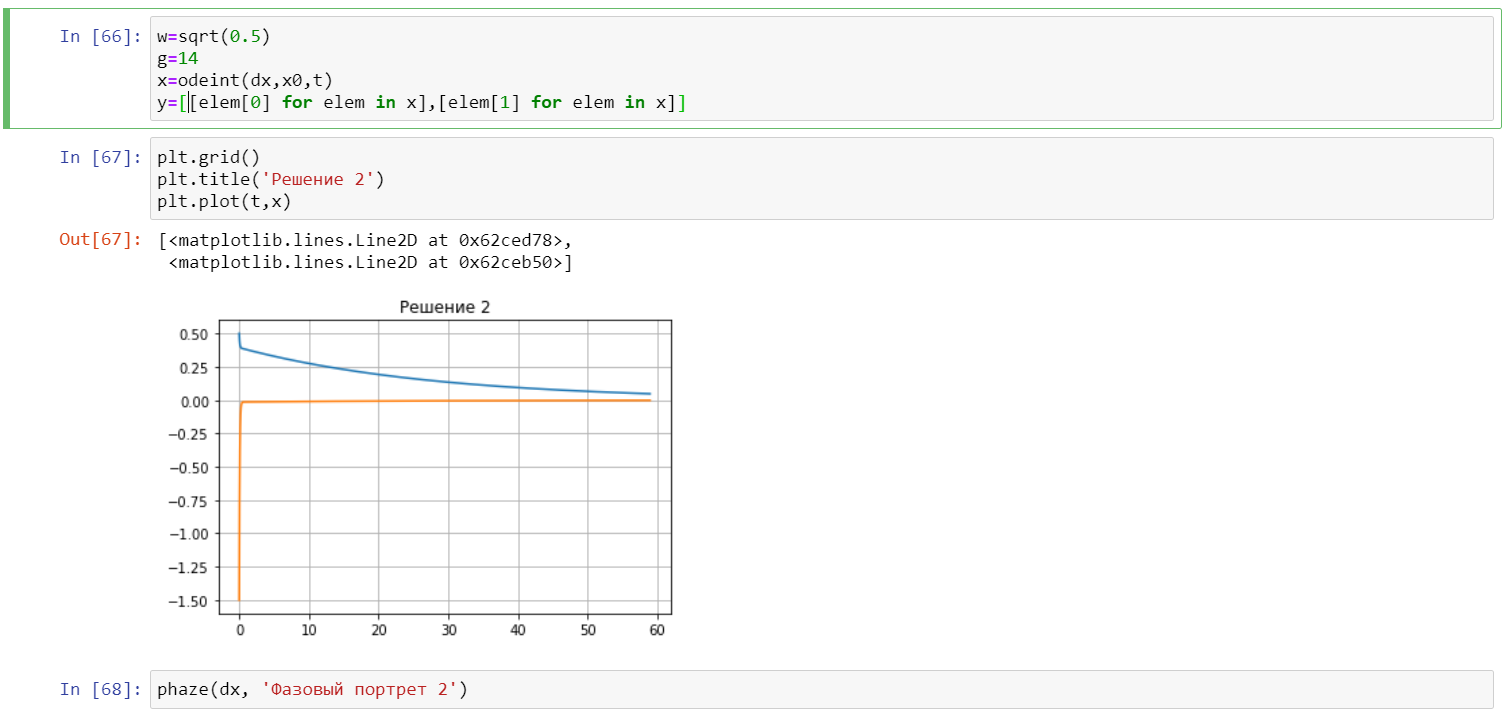 In [66]: w=sqrt(0.5)
g=14
x=odeint(dx,x0,t)
y=[[elem[0] for elem in x],[elem[1] for elem in x]]
In [67]: plt.grid()
plt.title('Решение 2')
plt.plot(t,x)
Out[67]: [<matplotlib.lines.Line2D at 0x62ced78>,
<matplotlib.lines.Line2D at 0x62ceb50>]
Решение 2
0.50
0.25
0.00
−0.25
−0.50
−0.75
−1.00
−1.25
−1.50
0 10 20 30 40 50 60
In [68]: phaze(dx, 'Фазовый портрет 2')